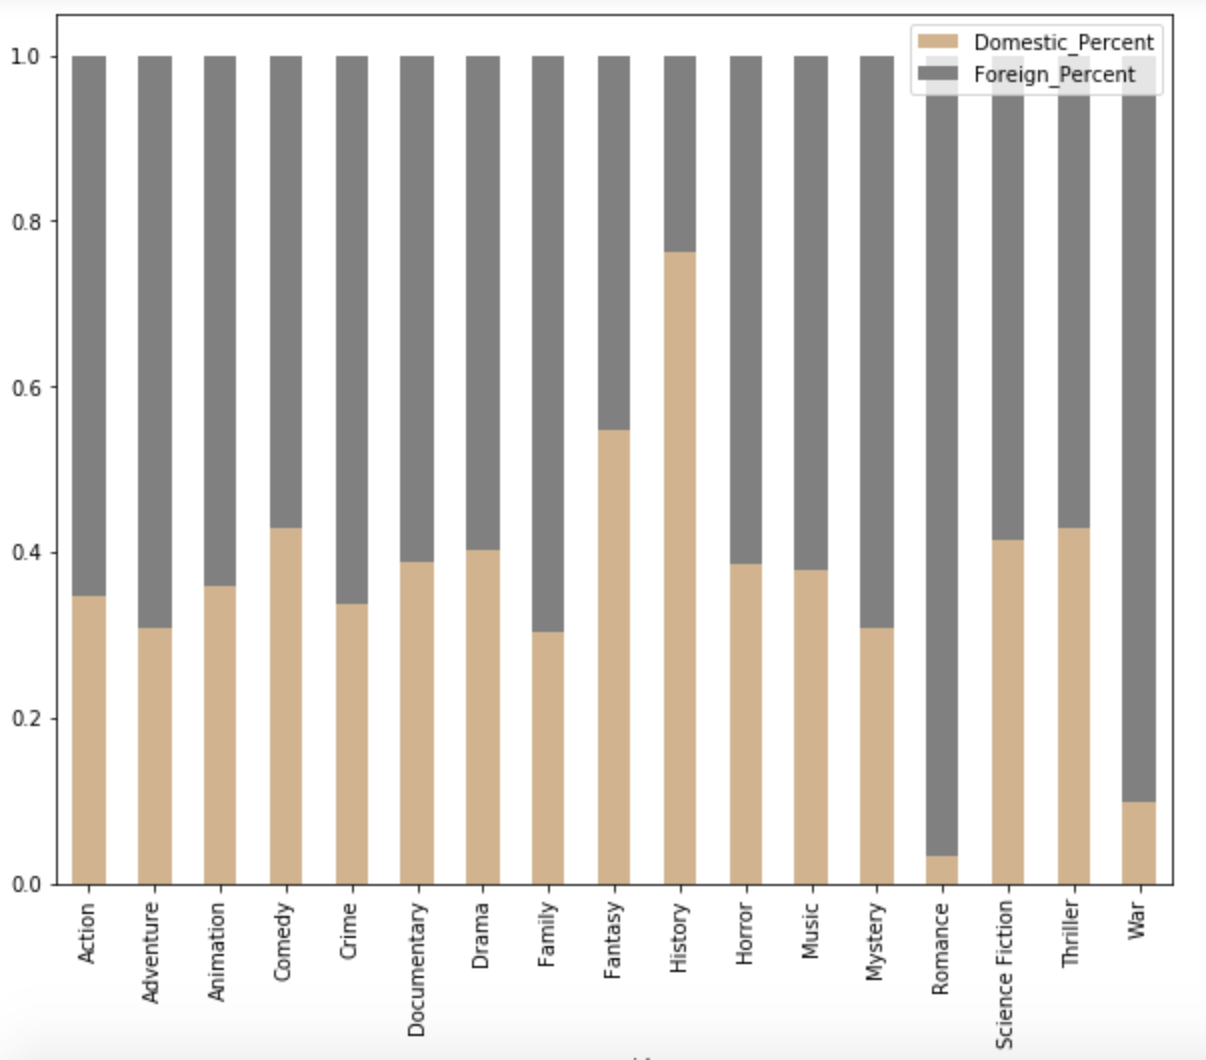 Domestic_Percent
Foreign_Percent
1.0
0.8
0.6
0.4
0.2
0.0
Action
Adventure
Animation
Comedy
Crime
Documentary
Drama
Family
Fantasy
History
Horror
Music
Mystery
Romance
Science Fiction
Thriller
War